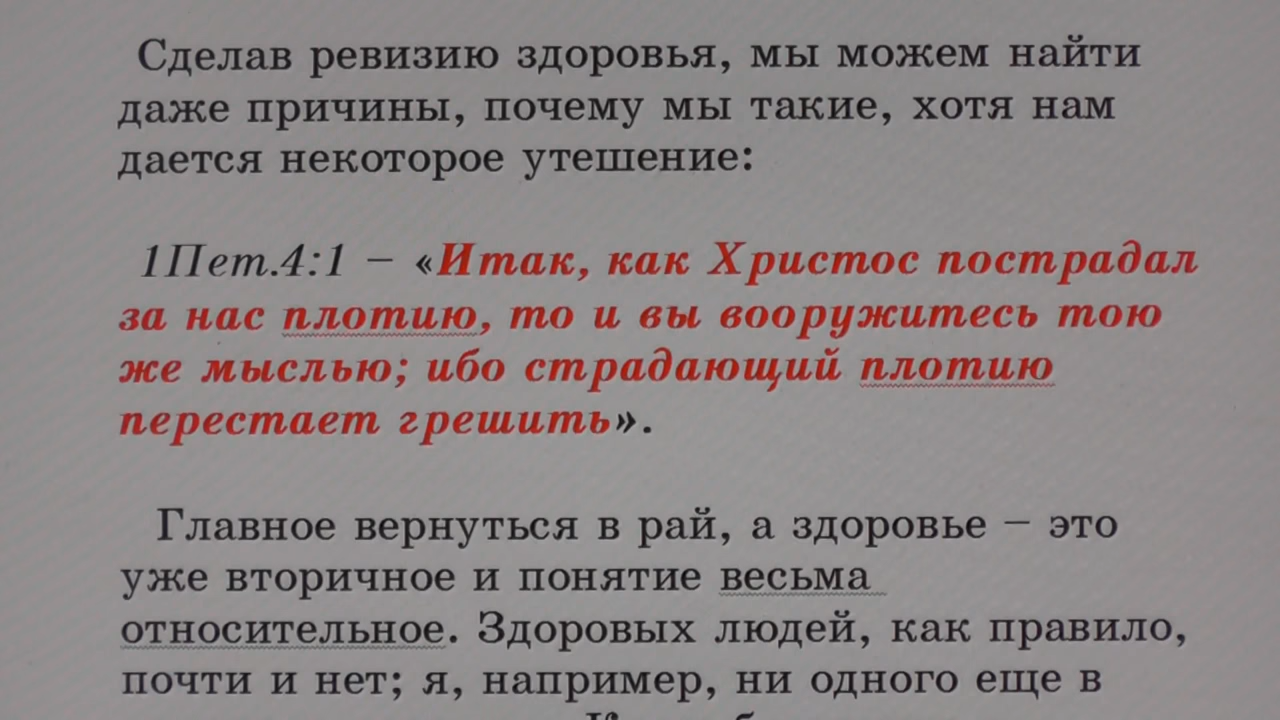 Сделав ревизию здоровья, мы можем найти
даже причины, почему мы такие, хотя нам
дается некоторое утешение:
1Пет.4:1 – «Итак, как Христос пострадал
за нас плотию, то и вы вооружитесь тою
же мыслью; ибо страдающий плотию
перестает грешить».
Главное вернуться в рай, а здоровье – это
уже вторичное и понятие весьма
относительное. Здоровых людей, как правило,
почти и нет; я, например, ни одного еще в